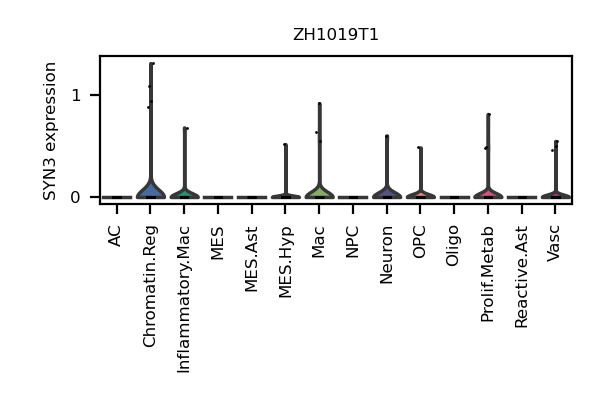 ZH1019T1
SYN3 expression
1
0
AC
Chromatin.Reg
Inflammatory.Mac
MES
MES.Ast
MES.Hyp
Mac
NPC
Neuron
OPC
Oligo
Prolif.Metab
Reactive.Ast
Vasc